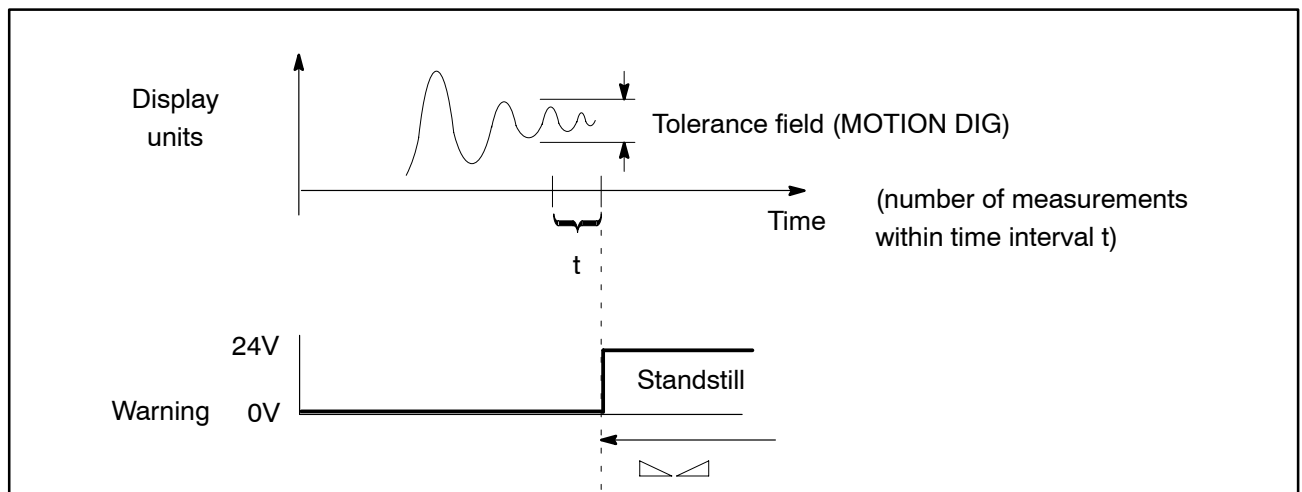 Display
units
Tolerance field (MOTION DIG)
Time
(number of measurements
within time interval t)
t
24V
Standstill
Warning 0V